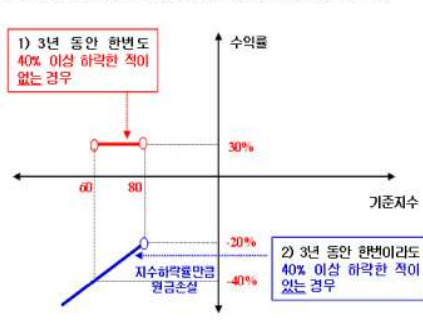 1) 3년 동안 한번도
40% 이상 하락한 적이
없는 경우
수익률
30%
60
80
기준지수
-20%
지수하락률만큼
원금손실
-40%
2) 3년 동안 한번이라도
40% 이상 하락한 적이
있는 경우